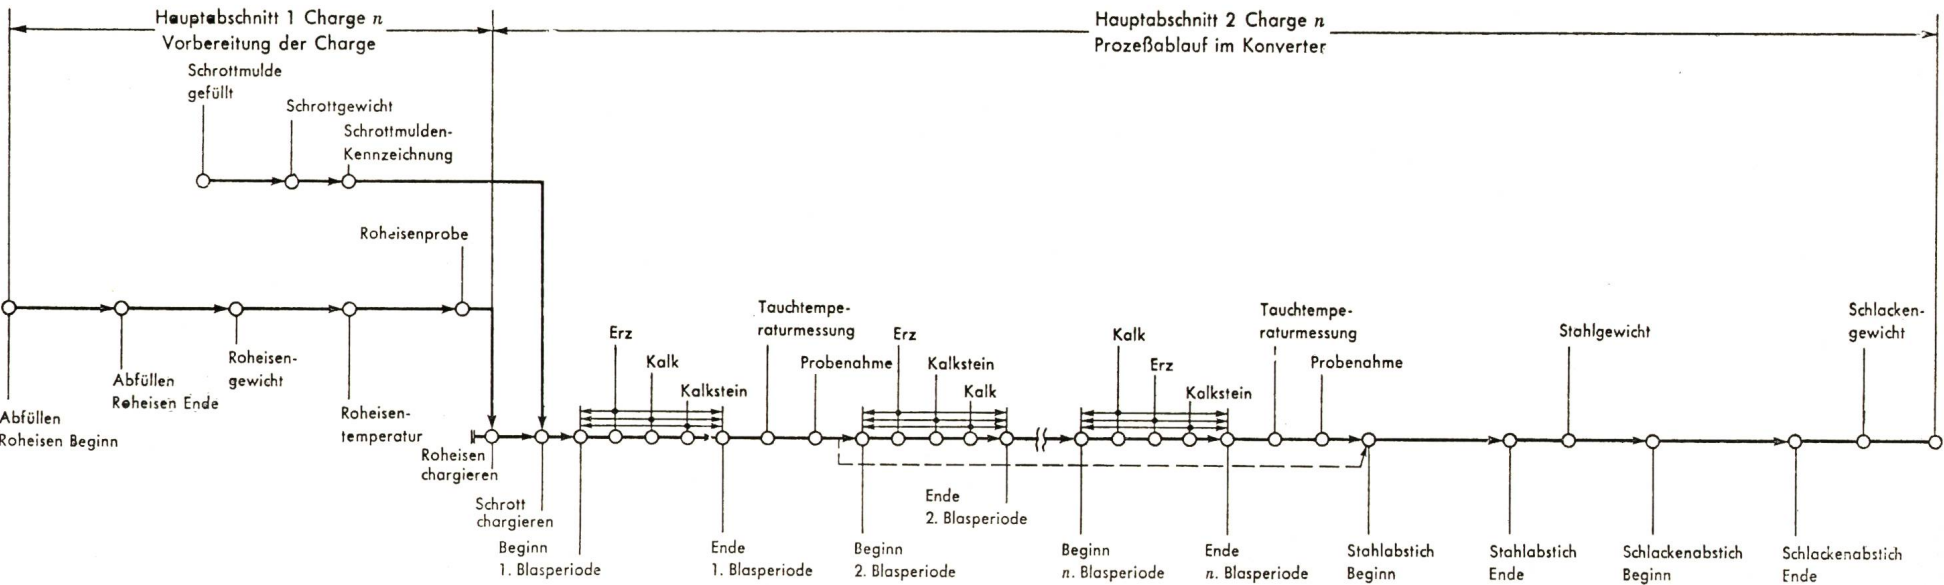 Hauptabschnitt 1 Charge n
Vorbereitung der Charge
Hauptabschnitt 2 Charge n
Prozeßablauf im Konverter
Schrottmulde
gefüllt
Schrottgewicht
Schrottmulden-
Kennzeichnung
Roheisenprobe
Abfüllen
Roheisen Beginn
Abfüllen
Roheisen Ende
Roheisen-
gewicht
Roheisen-
temperatur
Roheisen
chargieren
Schrott
chargieren
Beginn
1. Blasperiode
Erz
Kalk
Kalkstein
Ende
1. Blasperiode
Tauchtempe-
raturmessung
Probenahme
Beginn
2. Blasperiode
Erz
Kalkstein
Kalk
Ende
2. Blasperiode
Beginn
n. Blasperiode
Kalk
Erz
Kalkstein
Ende
n. Blasperiode
Tauchtempe-
raturmessung
Probenahme
Stahlabstich
Beginn
Stahlabstich
Ende
Stahlgewicht
Schlackenabstich
Beginn
Schlackenabstich
Ende
Schlacken-
gewicht